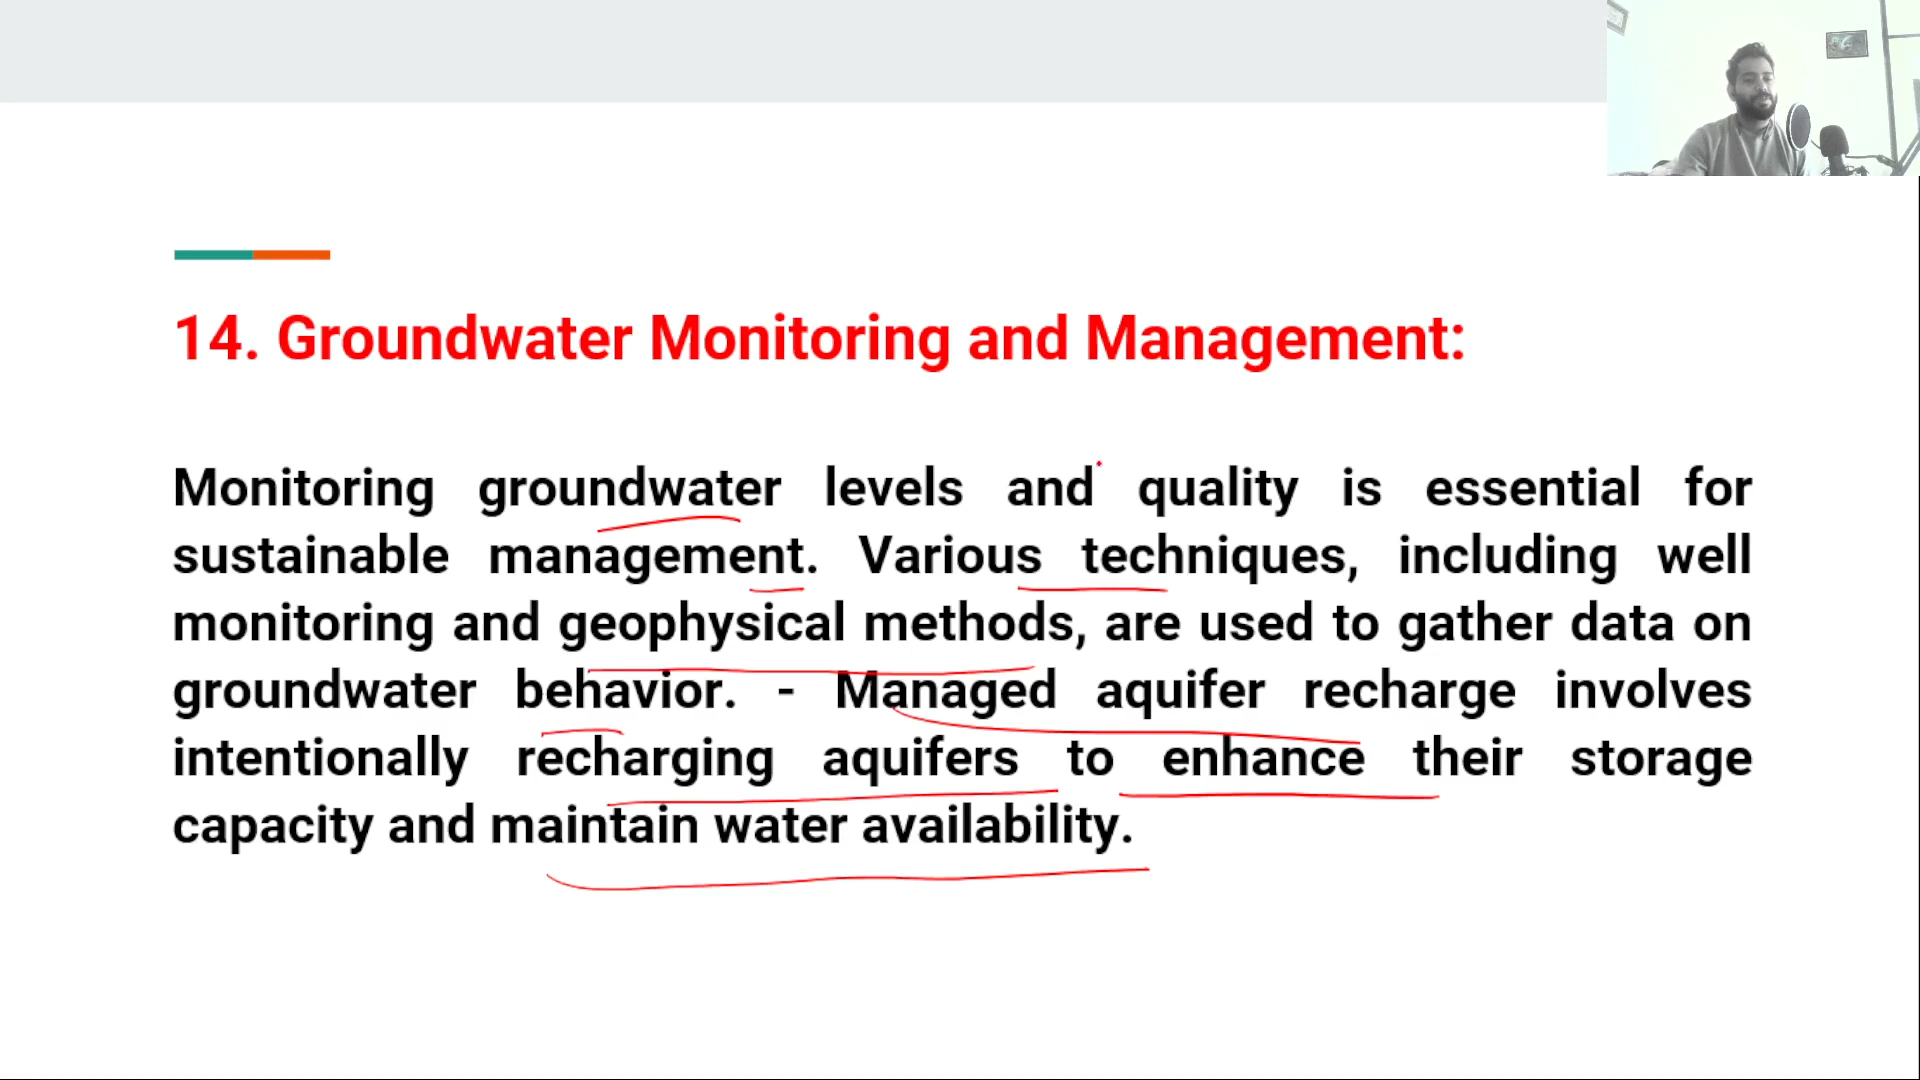 14. Groundwater Monitoring and Management:
Monitoring groundwater levels and quality is essential for
sustainable management. Various techniques, including well
monitoring and geophysical methods, are used to gather data on
groundwater behavior. - Managed aquifer recharge involves
intentionally recharging aquifers to enhance their storage
capacity and maintain water availability.